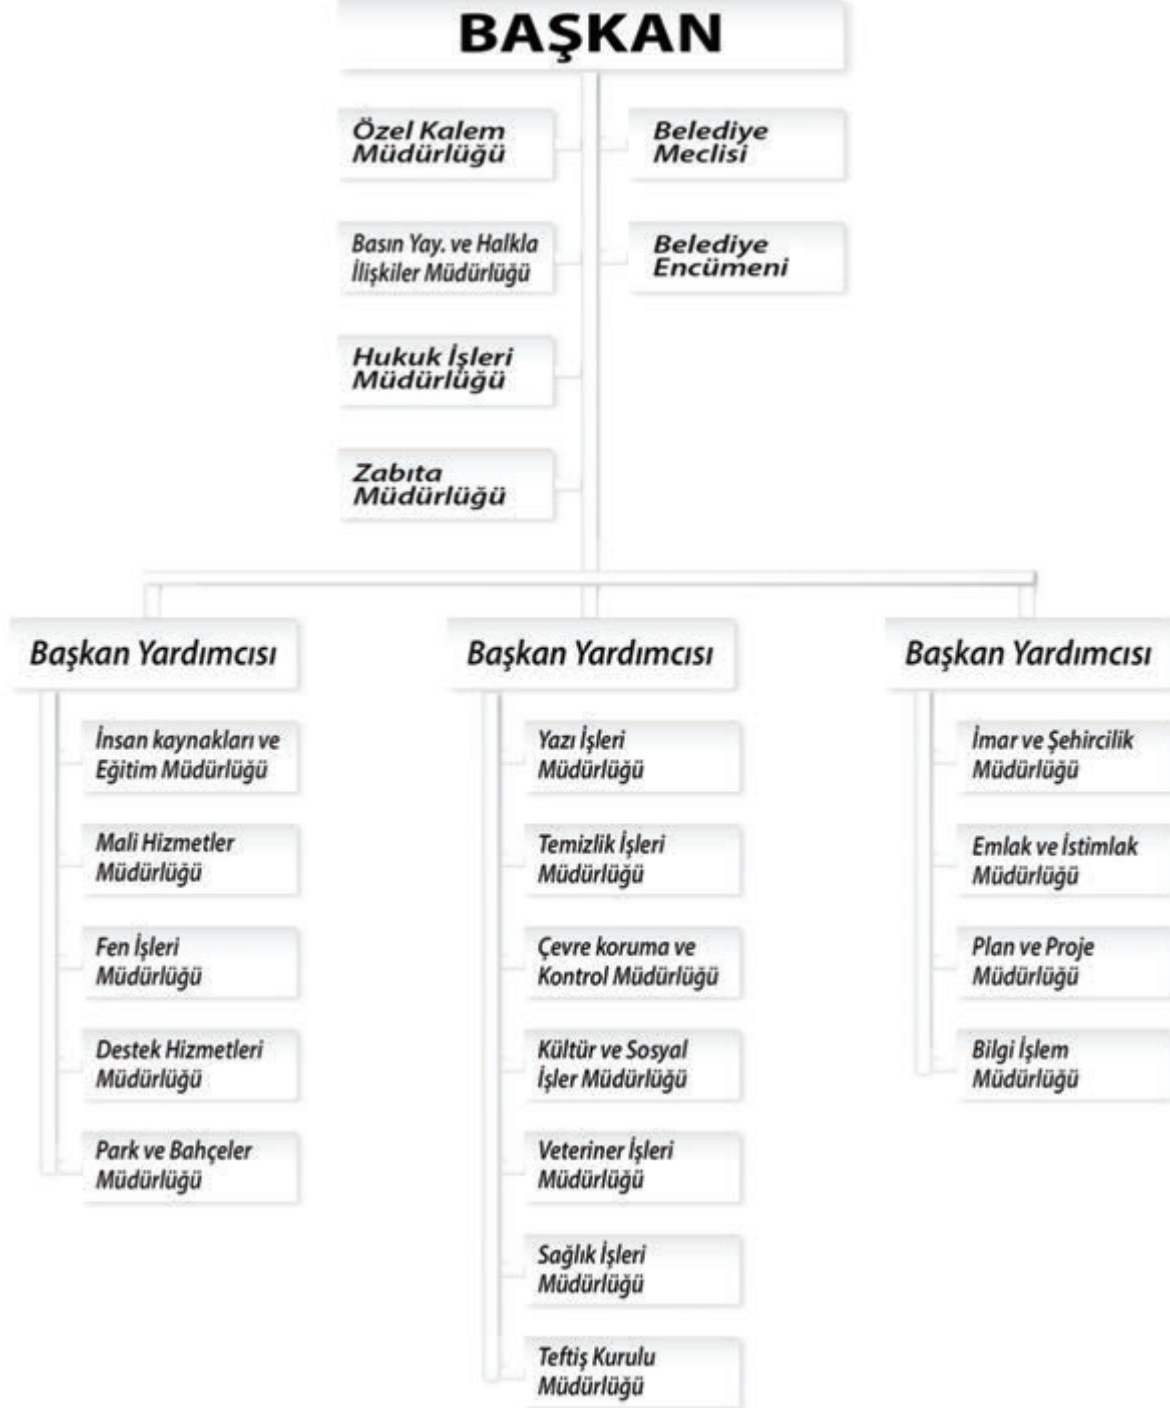 BAŞKAN
Özel Kalem
Müdürlüğü
Belediye
Meclisi
Basın Yay. ve Halkla
İlişkiler Müdürlüğü
Belediye
Encümeni
Hukuk İşleri
Müdürlüğü
Zabıta
Müdürlüğü
Başkan Yardımcısı
İnsan kaynakları ve
Eğitim Müdürlüğü
Mali Hizmetler
Müdürlüğü
Fen İşleri
Müdürlüğü
Destek Hizmetleri
Müdürlüğü
Park ve Bahçeler
Müdürlüğü
Başkan Yardımcısı
Yazı İşleri
Müdürlüğü
Temizlik İşleri
Müdürlüğü
Çevre koruma ve
Kontrol Müdürlüğü
Kültür ve Sosyal
İşler Müdürlüğü
Veteriner İşleri
Müdürlüğü
Sağlık İşleri
Müdürlüğü
Teftiş Kurulu
Müdürlüğü
Başkan Yardımcısı
İmar ve Şehircilik
Müdürlüğü
Emlak ve İstimlak
Müdürlüğü
Plan ve Proje
Müdürlüğü
Bilgi İşlem
Müdürlüğü